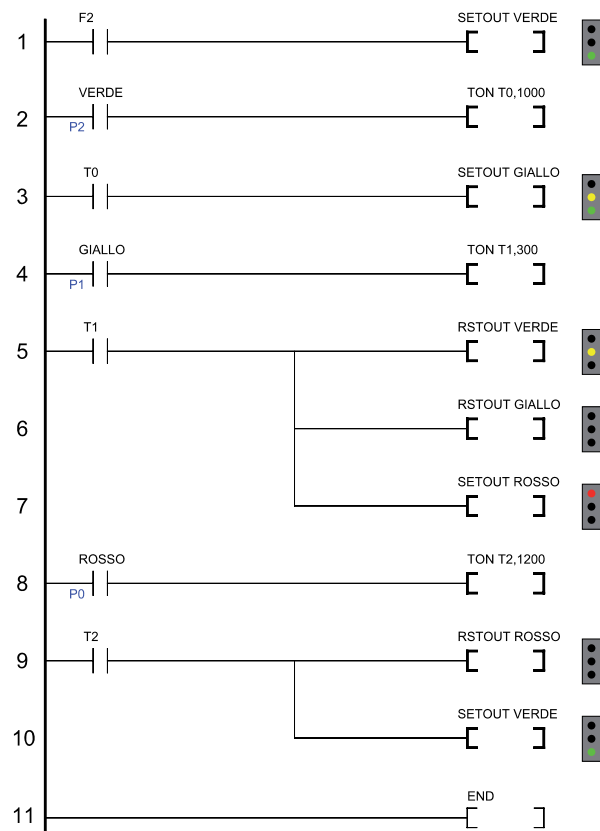 F2 SETOUT VERDE
1
VERDE TON T0,1000
2
P2
T0 SETOUT GIALLO
3
GIALLO TON T1,300
4
P1
T1 RSTOUT VERDE
5
RSTOUT GIALLO
6
SETOUT ROSSO
7
ROSSO TON T2,1200
8
P0
T2 RSTOUT ROSSO
9
SETOUT VERDE
10
END
11